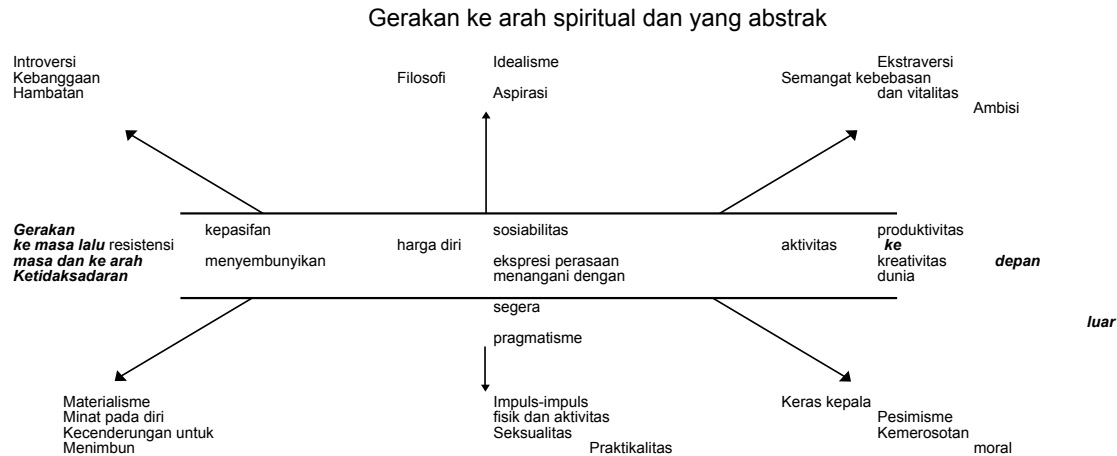 Gerakan ke arah spiritual dan yang abstrak
Introversi Idealisme Ekstraversi
Kebanggaan Filosofi Semangat kebebasan
Hambatan Aspirasi dan vitalitas
Ambisi
Gerakan kepasifan sosiabilitas produktivitas
ke masa lalu resistensi harga diri aktivitas ke
masa dan ke arah menyembunyikan ekspresi perasaan kreativitas depan
Ketidaksadaran menangani dengan dunia
segera
luar
pragmatisme
Materialisme Impuls-impuls Keras kepala
Minat pada diri fisik dan aktivitas Pesimisme
Kecenderungan untuk Seksualitas Kemerosotan
Menimbun Praktikalitas moral